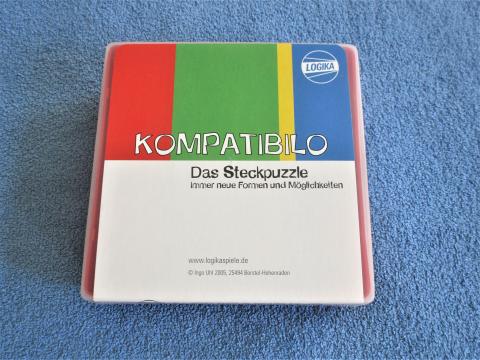 LOGIKA
KOMPATIBILO
Das Steckpuzzle
immer neue Formen und Möglichkeiten
www.logikaspiele.de
© Ingo Uhl 2005, 25494 Borstel-Hohenraden